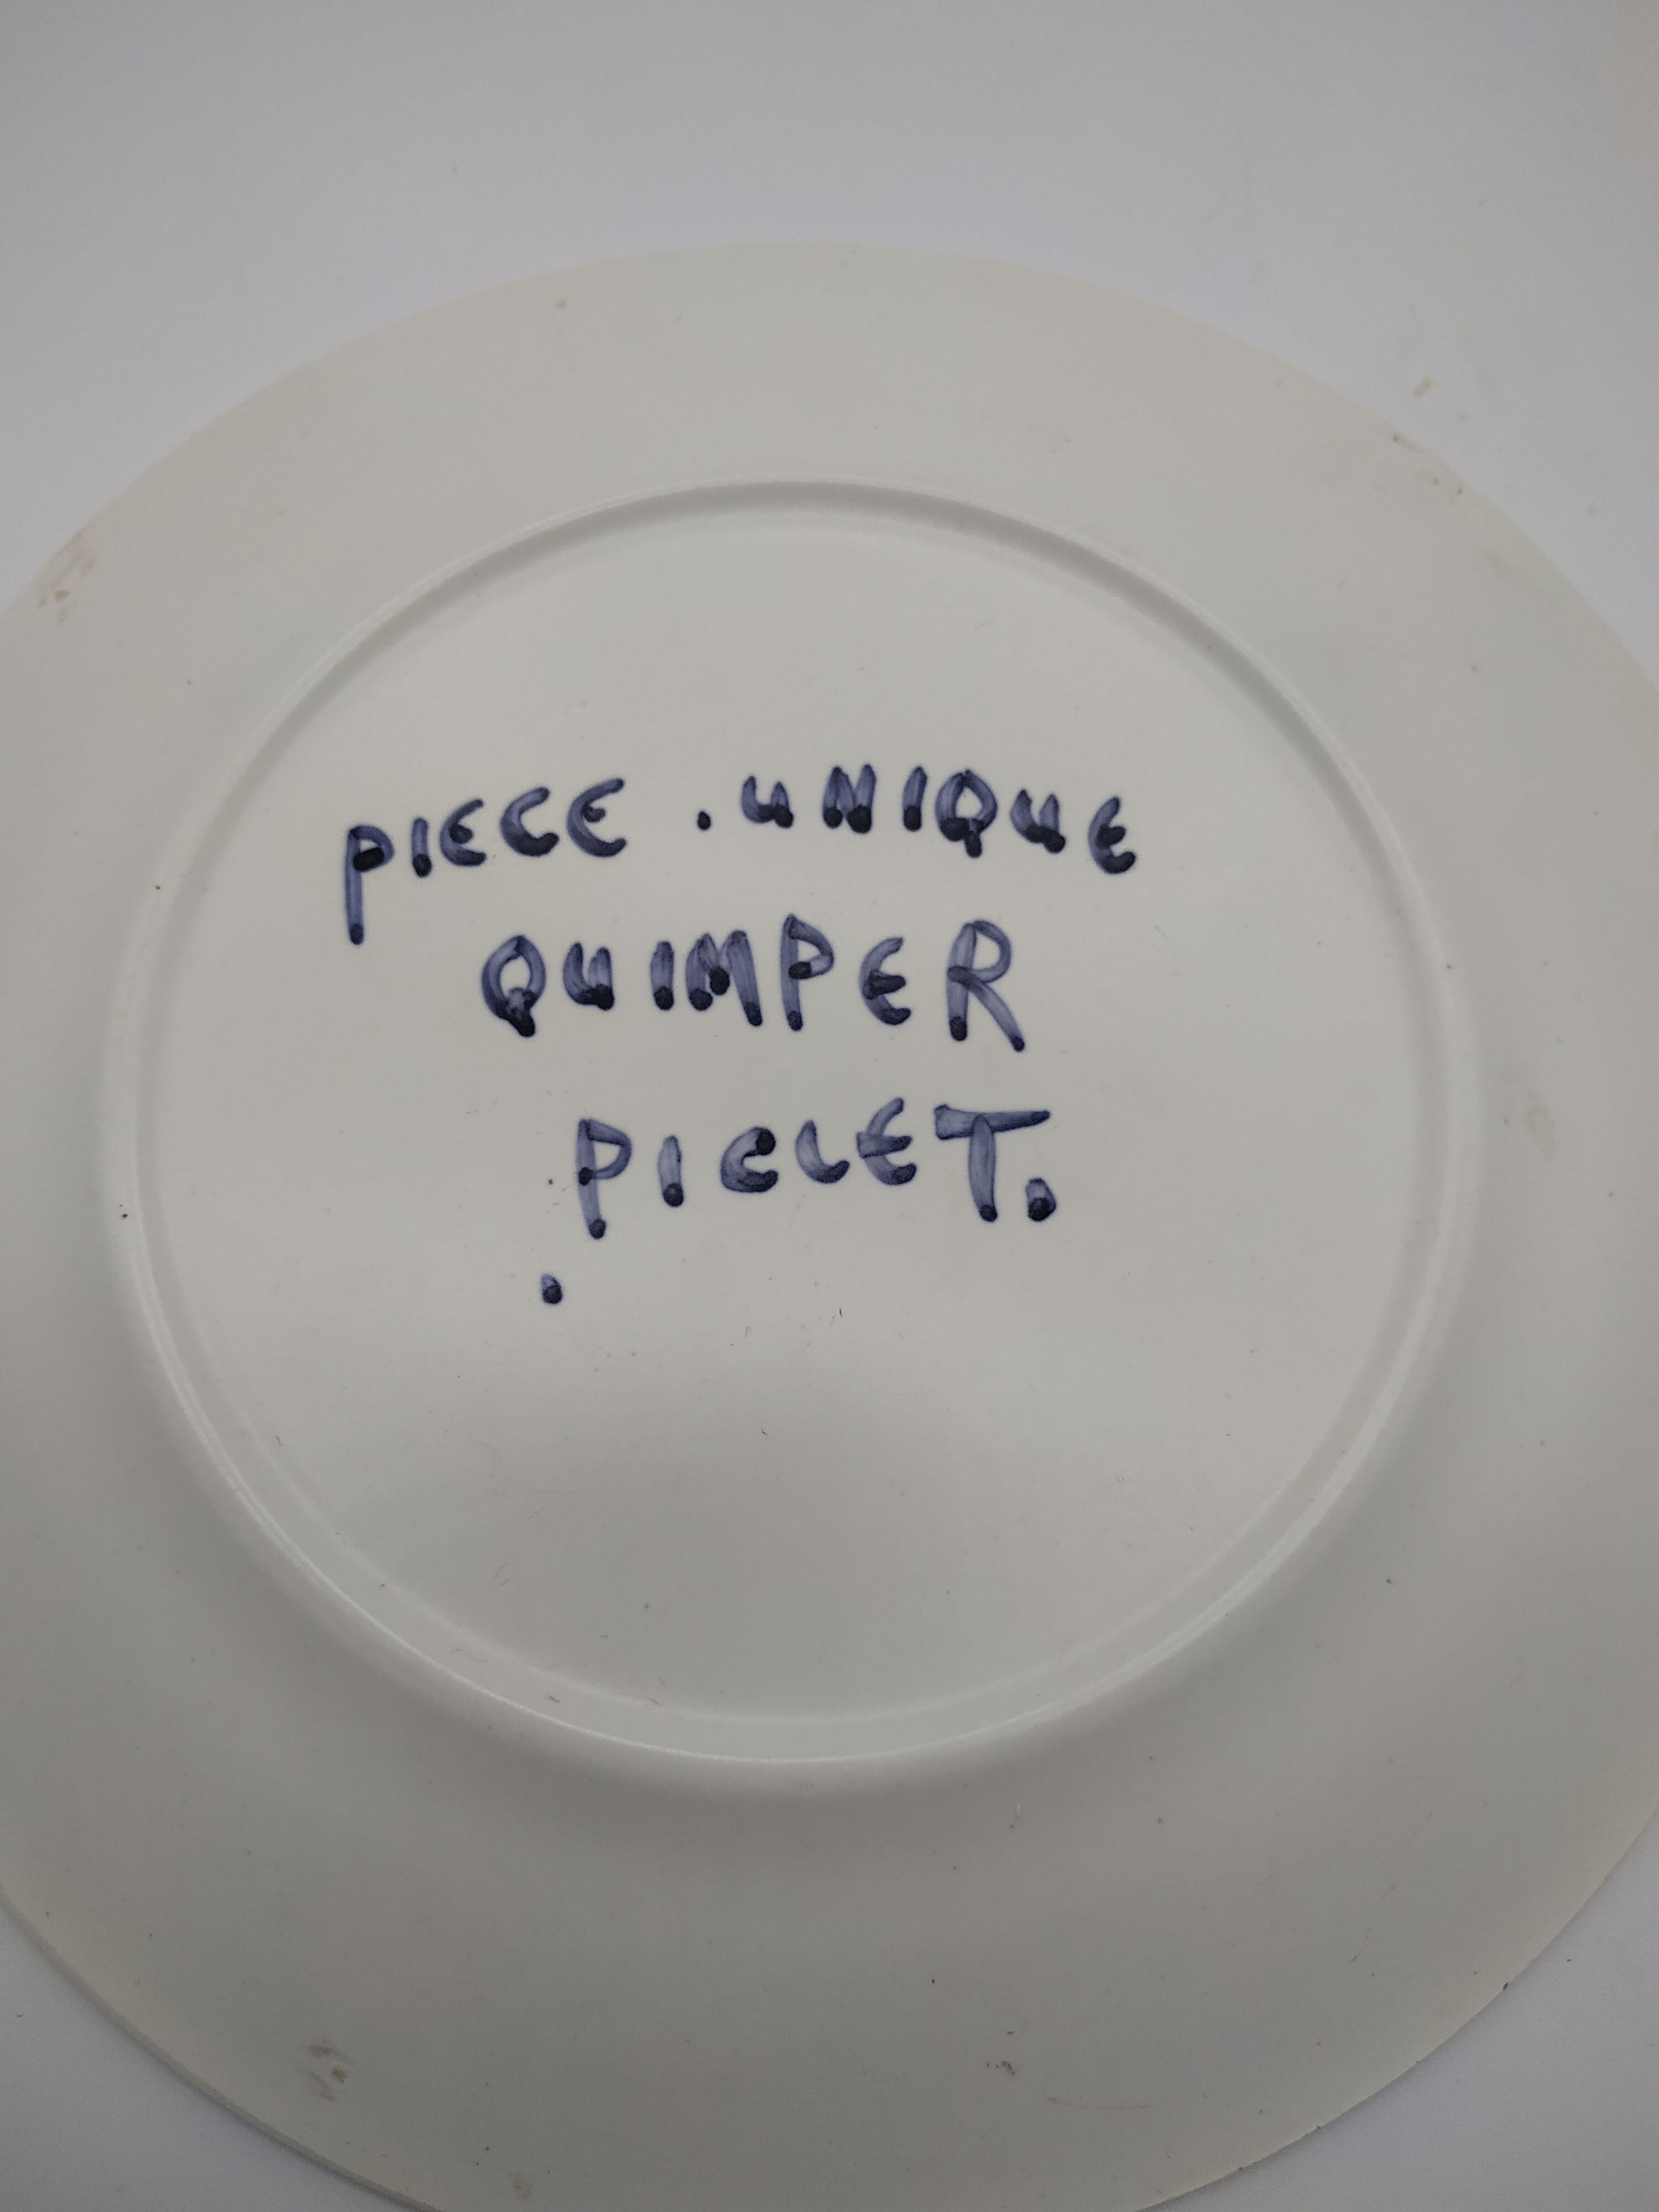 PIECE . UNIQUE
QUIMPER
PICLET.
.